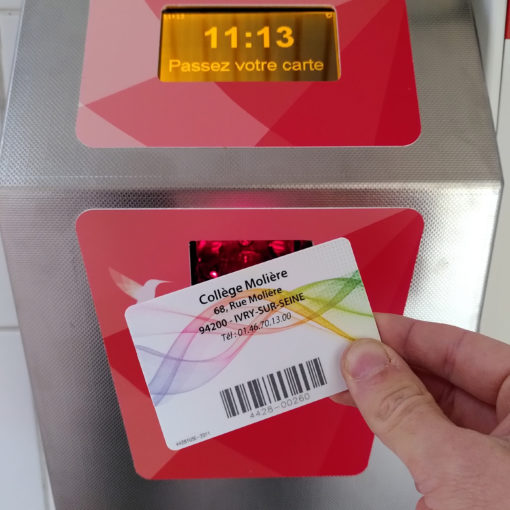 11:13
Passez votre carte
Collège Molière
68, Rue Molière
94200 - IVRY-SUR-SEINE
Tél : 01.46.70.13.00
4428-00260